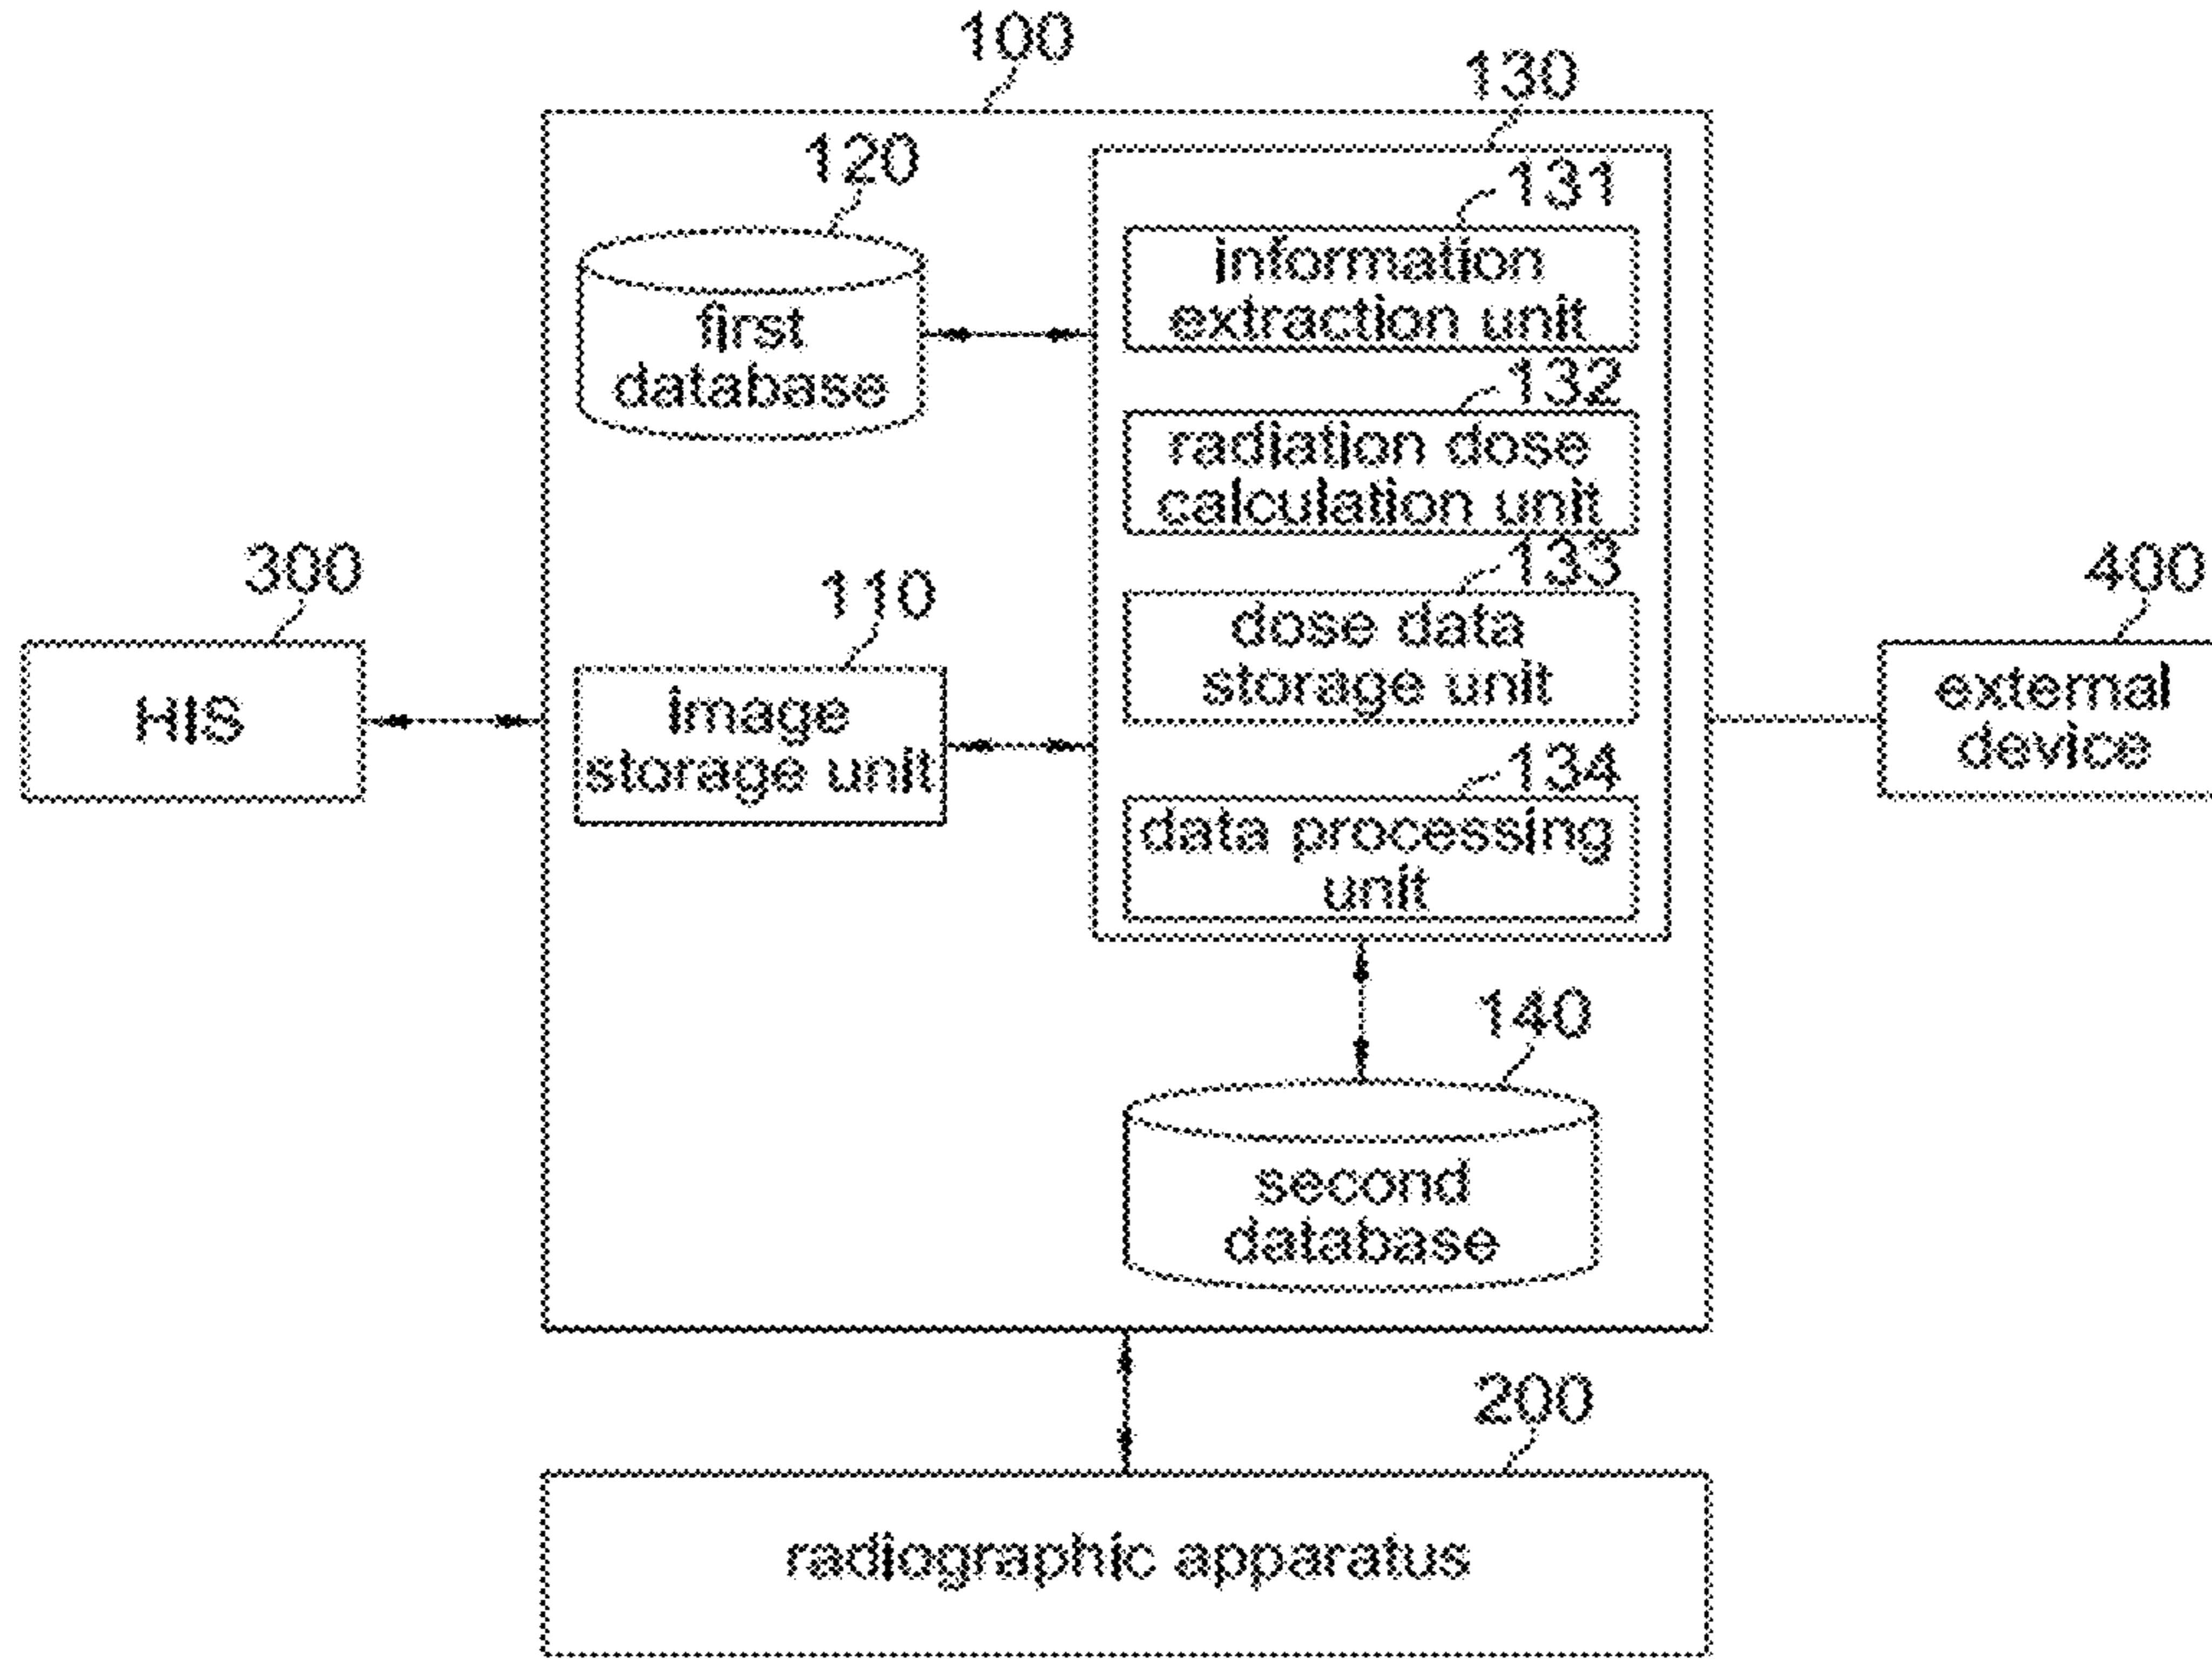 100
130
120
131
information
extraction unit
first
database
132
radiation dose
calculation unit
300
110
133
400
HIS
image
storage unit
dose data
storage unit
external
device
134
data processing
unit
140
second
database
200
radiographic apparatus